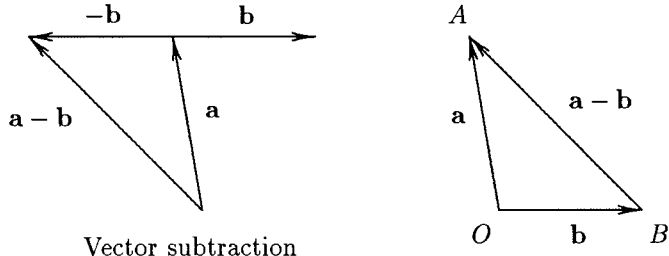 −b b
A
a − b
a
a
a − b
O b B
Vector subtraction